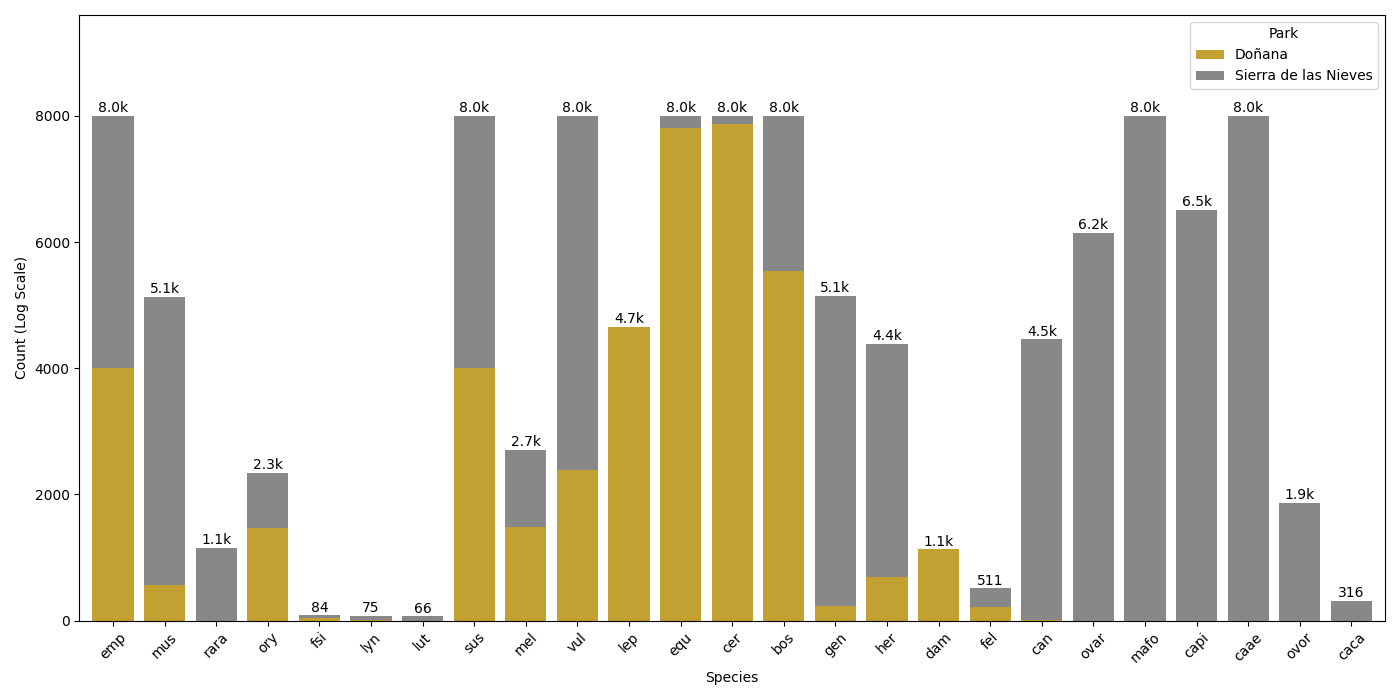 Park
Doñana
Sierra de las Nieves
8.0k 8.0k 8.0k 8.0k 8.0k 8.0k 8.0k 8.0k
8000
6.5k
6.2k
6000
5.1k 5.1k
4.7k
4.5k
4.4k
4000
2.7k
2.3k
2000
1.9k
1.1k 1.1k
511
316
84 75 66
0
Count (Log Scale)
emp mus rara ory fsi lyn lut sus mel vul lep equ cer bos gen her dam fel can ovar mafo capi caae ovor caca
Species